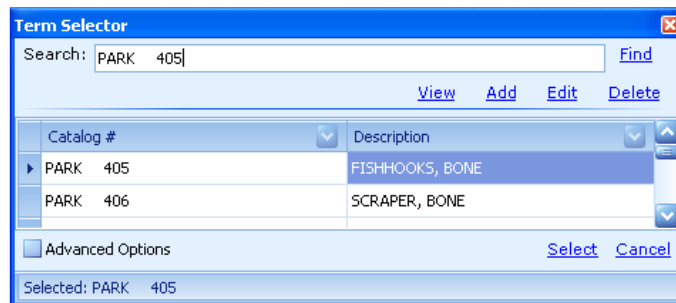 Term Selector
Search: PARK    405 Find
View Add Edit Delete
Catalog # Description
PARK    405 FISHHOOKS, BONE
PARK    406 SCRAPER, BONE
Advanced Options Select Cancel
Selected: PARK    405